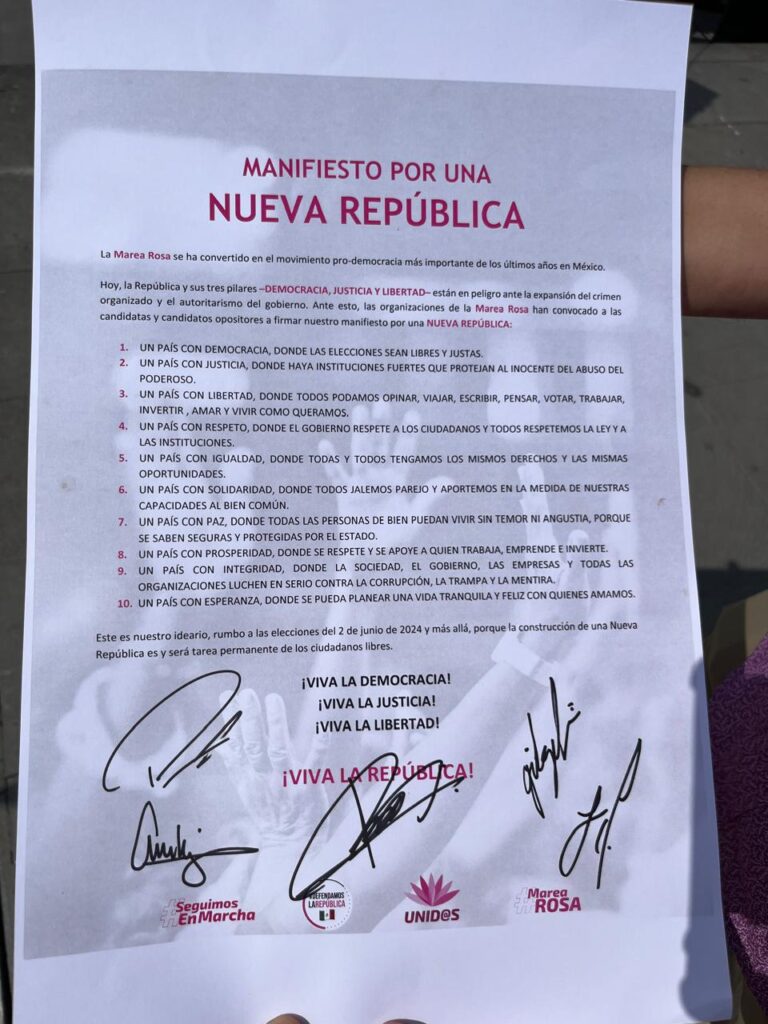 MANIFIESTO POR UNA
NUEVA REPÚBLICA
La Marea Rosa se ha convertido en el movimiento pro-democracia más importante de los últimos años en México.
Hoy, la República y sus tres pilares –DEMOCRACIA, JUSTICIA Y LIBERTAD– están en peligro ante la expansión del crimen
organizado y el autoritarismo del gobierno. Ante esto, las organizaciones de la Marea Rosa han convocado a las
candidatas y candidatos opositores a firmar nuestro manifiesto por una NUEVA REPÚBLICA:
1. UN PAÍS CON DEMOCRACIA, DONDE LAS ELECCIONES SEAN LIBRES Y JUSTAS.
2. UN PAÍS CON JUSTICIA, DONDE HAYA INSTITUCIONES FUERTES QUE PROTEJAN AL INOCENTE DEL ABUSO DEL
PODEROSO.
3. UN PAÍS CON LIBERTAD, DONDE TODOS PODAMOS OPINAR, VIAJAR, ESCRIBIR, PENSAR, VOTAR, TRABAJAR,
INVERTIR , AMAR Y VIVIR COMO QUERAMOS.
4. UN PAÍS CON RESPETO, DONDE EL GOBIERNO RESPETE A LOS CIUDADANOS Y TODOS RESPETEMOS LA LEY Y A
LAS INSTITUCIONES.
5. UN PAÍS CON IGUALDAD, DONDE TODAS Y TODOS TENGAMOS LOS MISMOS DERECHOS Y LAS MISMAS
OPORTUNIDADES.
6. UN PAÍS CON SOLIDARIDAD, DONDE TODOS JALEMOS PAREJO Y APORTEMOS EN LA MEDIDA DE NUESTRAS
CAPACIDADES AL BIEN COMÚN.
7. UN PAÍS CON PAZ, DONDE TODAS LAS PERSONAS DE BIEN PUEDAN VIVIR SIN TEMOR NI ANGUSTIA, PORQUE
SE SABEN SEGURAS Y PROTEGIDAS POR EL ESTADO.
8. UN PAÍS CON PROSPERIDAD, DONDE SE RESPETE Y SE APOYE A QUIEN TRABAJA, EMPRENDE E INVIERTE.
9. UN PAÍS CON INTEGRIDAD, DONDE LA SOCIEDAD, EL GOBIERNO, LAS EMPRESAS Y TODAS LAS
ORGANIZACIONES LUCHEN EN SERIO CONTRA LA CORRUPCIÓN, LA TRAMPA Y LA MENTIRA.
10. UN PAÍS CON ESPERANZA, DONDE SE PUEDA PLANEAR UNA VIDA TRANQUILA Y FELIZ CON QUIENES AMAMOS.
Este es nuestro ideario, rumbo a las elecciones del 2 de junio de 2024 y más allá, porque la construcción de una Nueva
República es y será tarea permanente de los ciudadanos libres.
¡VIVA LA DEMOCRACIA!
¡VIVA LA JUSTICIA!
¡VIVA LA LIBERTAD!
¡VIVA LA REPÚBLICA!
#Seguimos
EnMarcha
#DEFENDAMOS
LAREPÚBLICA
UNID@S
#Marea
ROSA